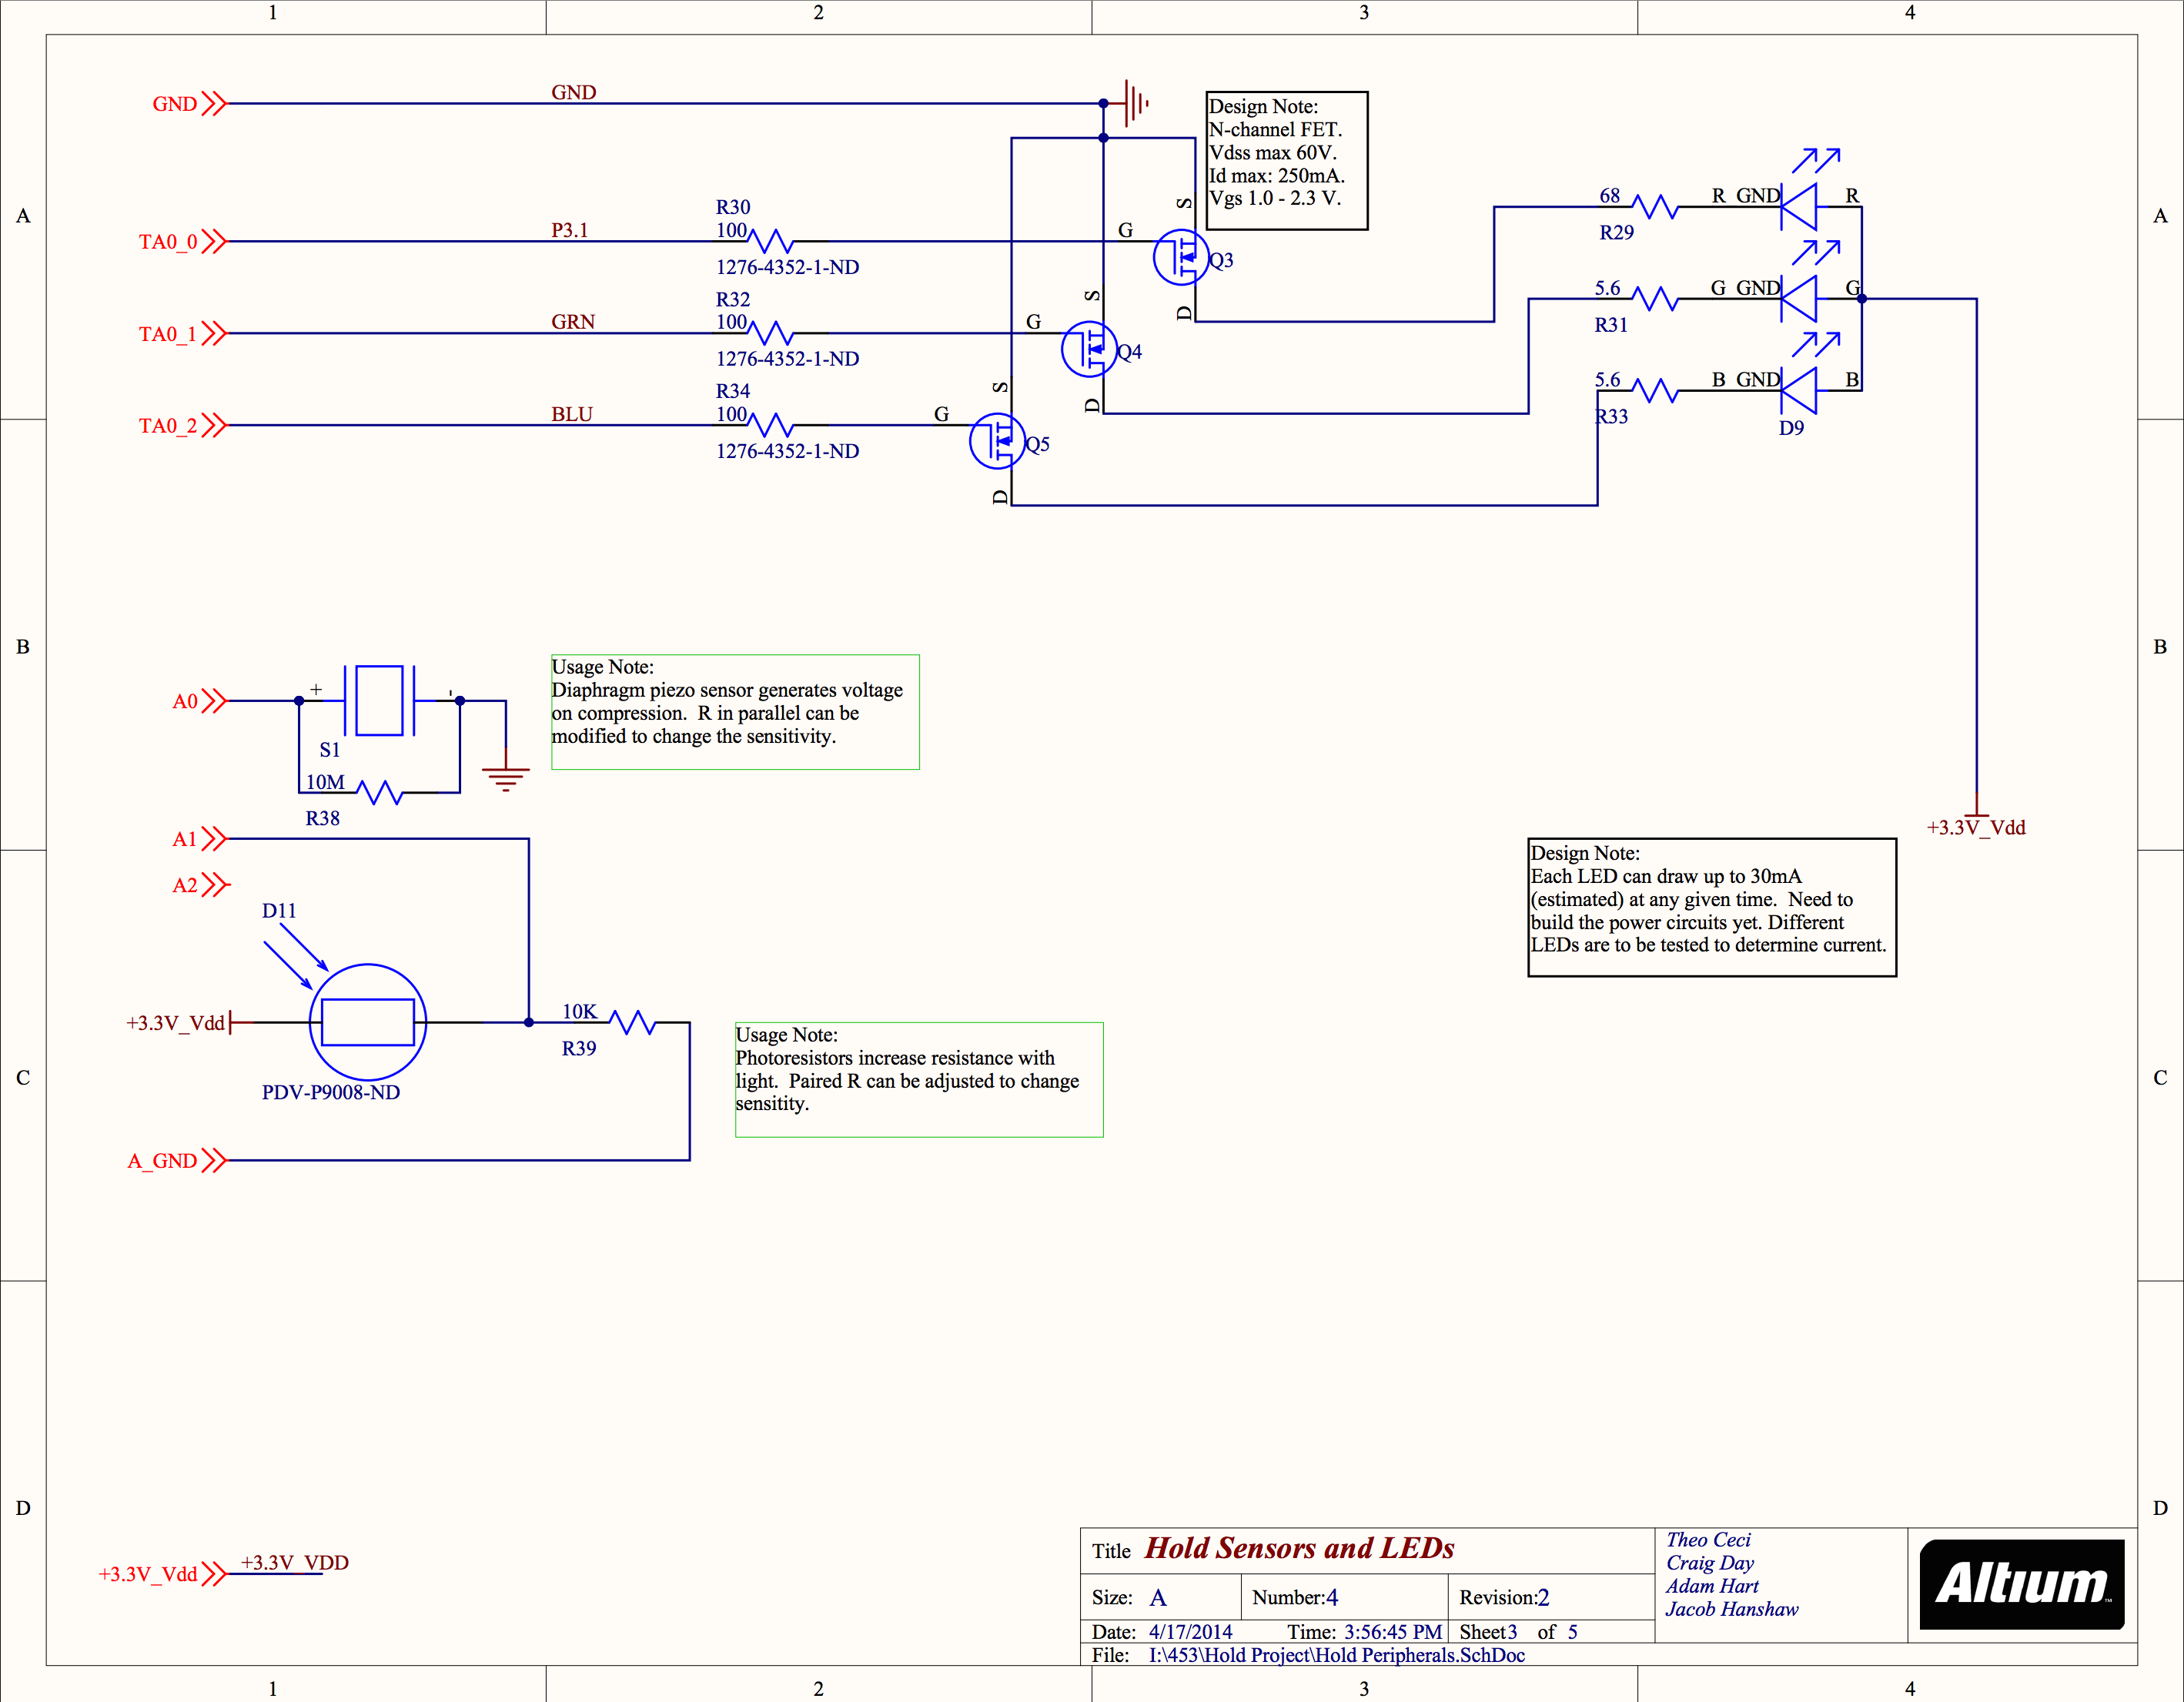 1 2 3 4
GND GND
Design Note:
N-channel FET.
Vdss max 60V.
Id max: 250mA.
Vgs 1.0 - 2.3 V.
A A
R30
TA0_0 P3.1 100 G
1276-4352-1-ND
S
D
Q3
68 R GND R
R29
R32
TA0_1 GRN 100 G
1276-4352-1-ND
S
D
Q4
5.6 G GND G
R31
R34
TA0_2 BLU 100 G
1276-4352-1-ND
S
D
Q5
5.6 B GND B
R33
D9
B B
A0 + -
S1
10M
R38
Usage Note:
Diaphragm piezo sensor generates voltage
on compression. R in parallel can be
modified to change the sensitivity.
+3.3V_Vdd
A1
A2
D11
Design Note:
Each LED can draw up to 30mA
(estimated) at any given time. Need to
build the power circuits yet. Different
LEDs are to be tested to determine current.
+3.3V_Vdd 10K
R39
PDV-P9008-ND
Usage Note:
Photoresistors increase resistance with
light. Paired R can be adjusted to change
sensitity.
C C
A_GND
D D
+3.3V_Vdd +3.3V_VDD
Title Hold Sensors and LEDs
Size: A Number:4 Revision:2
Date: 4/17/2014 Time: 3:56:45 PM Sheet3 of 5
File: I:\453\Hold Project\Hold Peripherals.SchDoc
Theo Ceci
Craig Day
Adam Hart
Jacob Hanshaw
Altium™
1 2 3 4